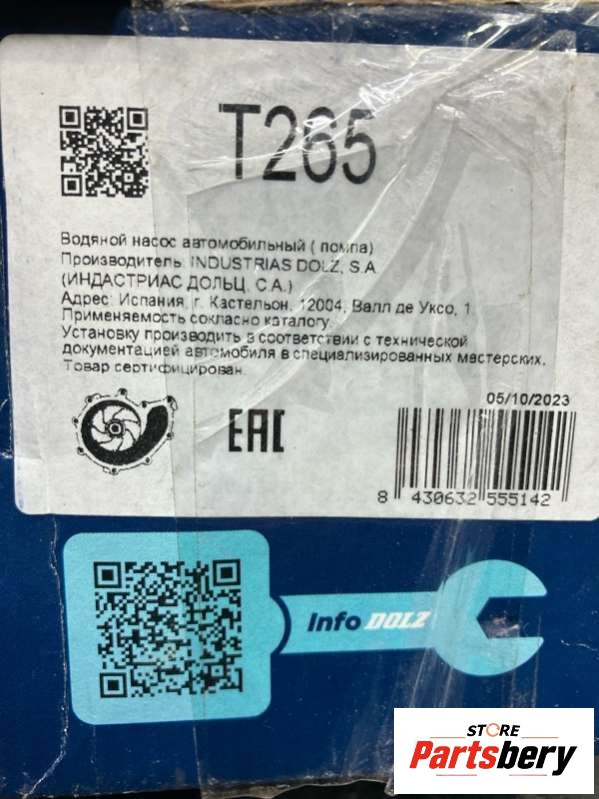 T265
Водяной насос автомобильный ( помпа)
Производитель: INDUSTRIAS DOLZ, S.A.
(ИНДАСТРИАС ДОЛЬЦ, С.А.)
Адрес: Испания, г. Кастельон, 12004, Валл де Уксо, 1
Применяемость согласно каталогу.
Установку производить в соответствии с технической
документацией автомобиля в специализированных мастерских.
Товар сертифицирован.
05/10/2023
EAC
8 430632 555142
Info DOLZ
STORE
Partsbery